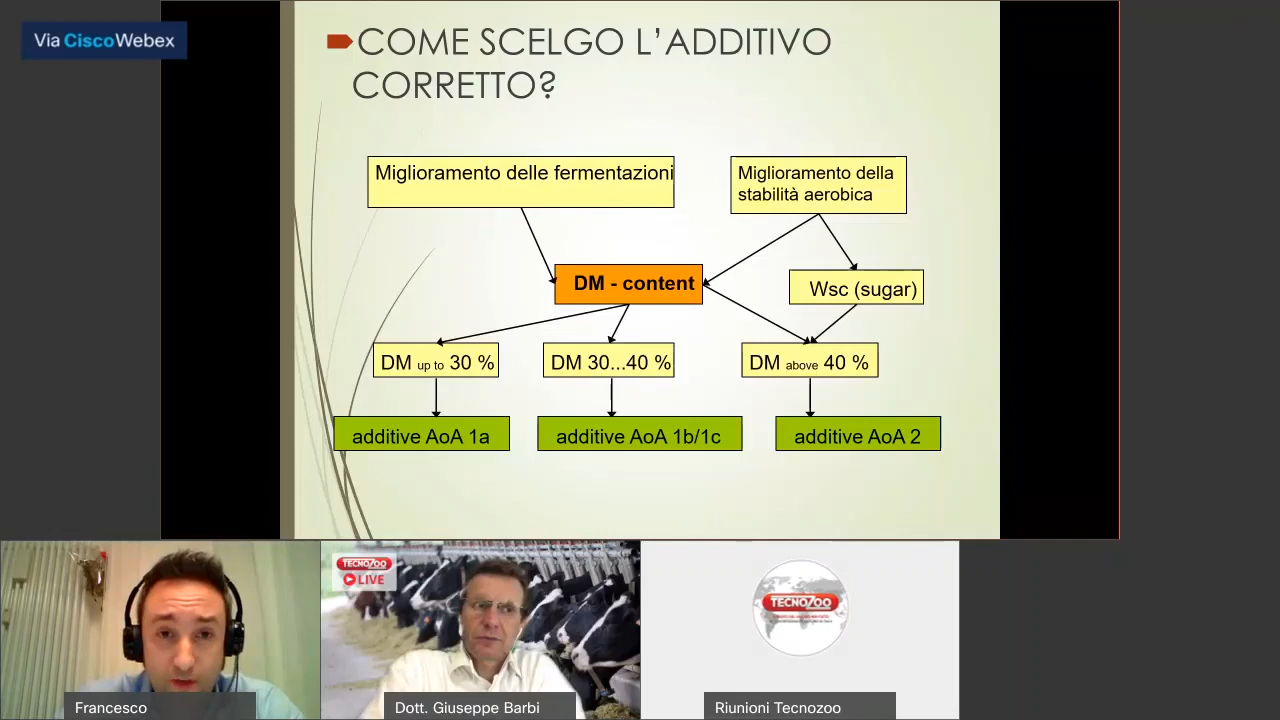 Via Cisco Webex
COME SCELGO L'ADDITIVO
CORRETTO?
Miglioramento delle fermentazioni
Miglioramento della
stabilità aerobica
DM - content
Wsc (sugar)
DM up to 30 %
DM 30...40 %
DM above 40 %
additive AoA 1a
additive AoA 1b/1c
additive AoA 2
TECNOZOO
LIVE
TECNOZOO
Francesco
Dott. Giuseppe Barbi
Riunioni Tecnozoo